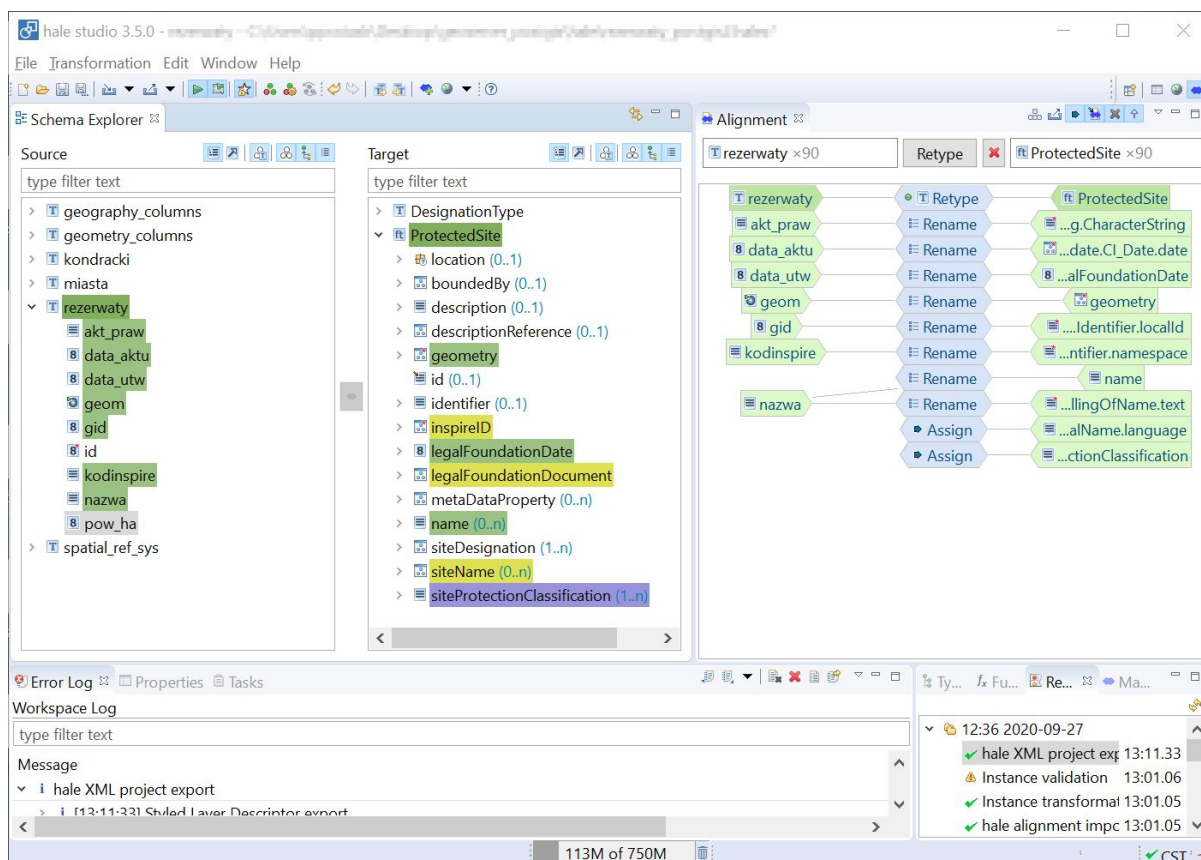 hale studio 3.5.0 -
File Transformation Edit Window Help
Schema Explorer
Alignment
Source
Target
rezerwaty ×90
Retype
ProtectedSite ×90
type filter text
type filter text
geography_columns
geometry_columns
kondracki
miasta
rezerwaty
akt_praw
data_aktu
data_utw
geom
gid
id
kodinspire
nazwa
pow_ha
spatial_ref_sys
DesignationType
ProtectedSite
location (0..1)
boundedBy (0..1)
description (0..1)
descriptionReference (0..1)
geometry
id (0..1)
identifier (0..1)
inspireID
legalFoundationDate
legalFoundationDocument
metaDataProperty (0..n)
name (0..n)
siteDesignation (1..n)
siteName (0..n)
siteProtectionClassification (1..n)
rezerwaty Retype ProtectedSite
akt_praw Rename ...g.CharacterString
data_aktu Rename ...date.CI_Date.date
data_utw Rename ...alFoundationDate
geom Rename geometry
gid Rename ....Identifier.localId
kodinspire Rename ...ntifier.namespace
Rename name
nazwa Rename ...llingOfName.text
Assign ...alName.language
Assign ...ctionClassification
Error Log Properties Tasks
Workspace Log
type filter text
Message
hale XML project export
[13:11:33] Styled Layer Descriptor export
Ty... Fu... Re... Ma...
12:36 2020-09-27
hale XML project exp 13:11.33
Instance validation 13:01.06
Instance transformat 13:01.05
hale alignment impc 13:01.05
113M of 750M
CST